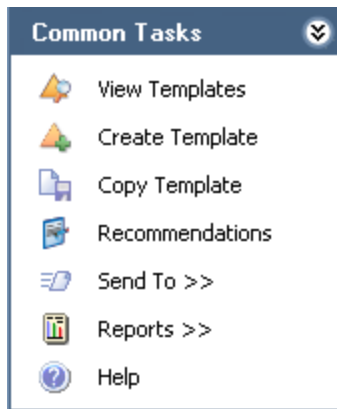 Common Tasks
View Templates
Create Template
Copy Template
Recommendations
Send To >>
Reports >>
Help